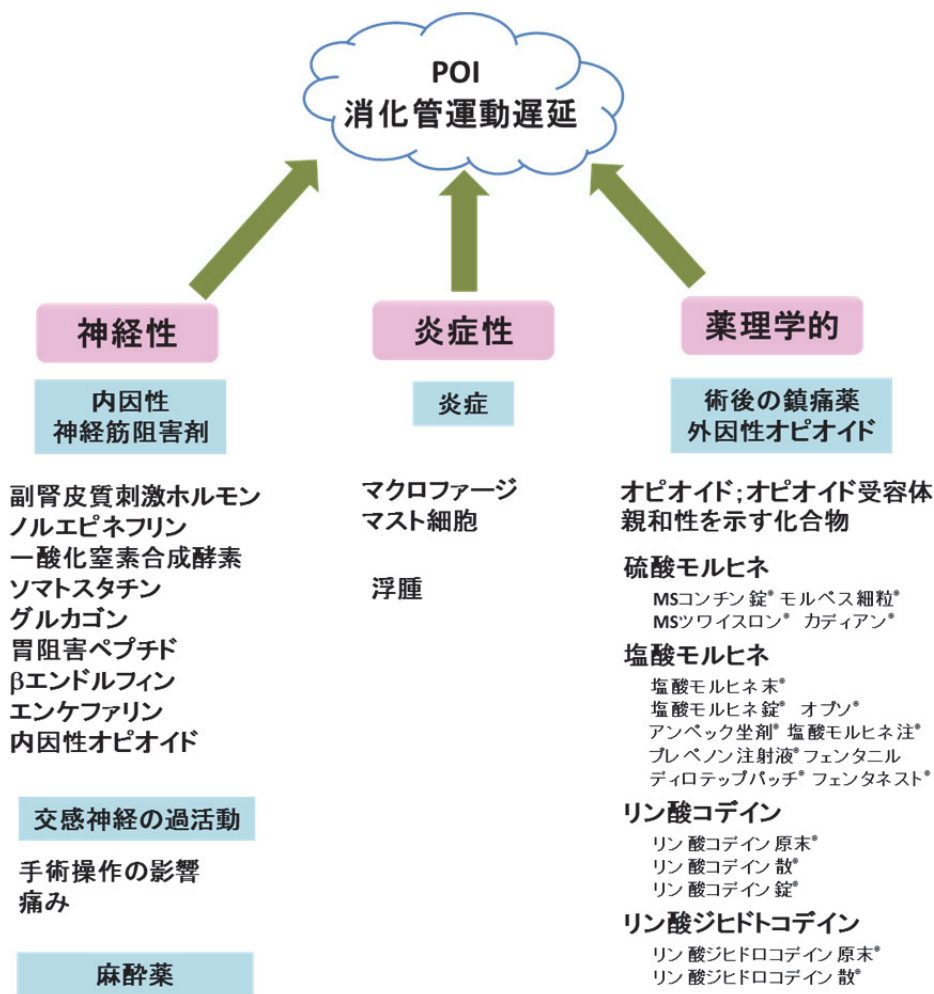 POI
消化管運動遅延
神経性
内因性
神経筋阻害剤
副腎皮質刺激ホルモン
ノルエピネフリン
一酸化窒素合成酵素
ソマトスタチン
グルカゴン
胃阻害ペプチド
βエンドルフィン
エンケファリン
内因性オピオイド
交感神経の過活動
手術操作の影響
痛み
麻酔薬
炎症性
炎症
マクロファージ
マスト細胞
浮腫
薬理学的
術後の鎮痛薬
外因性オピオイド
オピオイド;オピオイド受容体
親和性を示す化合物
硫酸モルヒネ
MSコンチン錠® モルペス細粒®
MSツワイスロン® カディアン®
塩酸モルヒネ
塩酸モルヒネ末®
塩酸モルヒネ錠® オプソ®
アンペック坐剤® 塩酸モルヒネ注®
プレペノン注射液® フェンタニル
ディロテップパッチ® フェンタネスト®
リン酸コデイン
リン酸コデイン原末®
リン酸コデイン散®
リン酸コデイン錠®
リン酸ジヒドトコデイン
リン酸ジヒドロコデイン原末®
リン酸ジヒドロコデイン散®